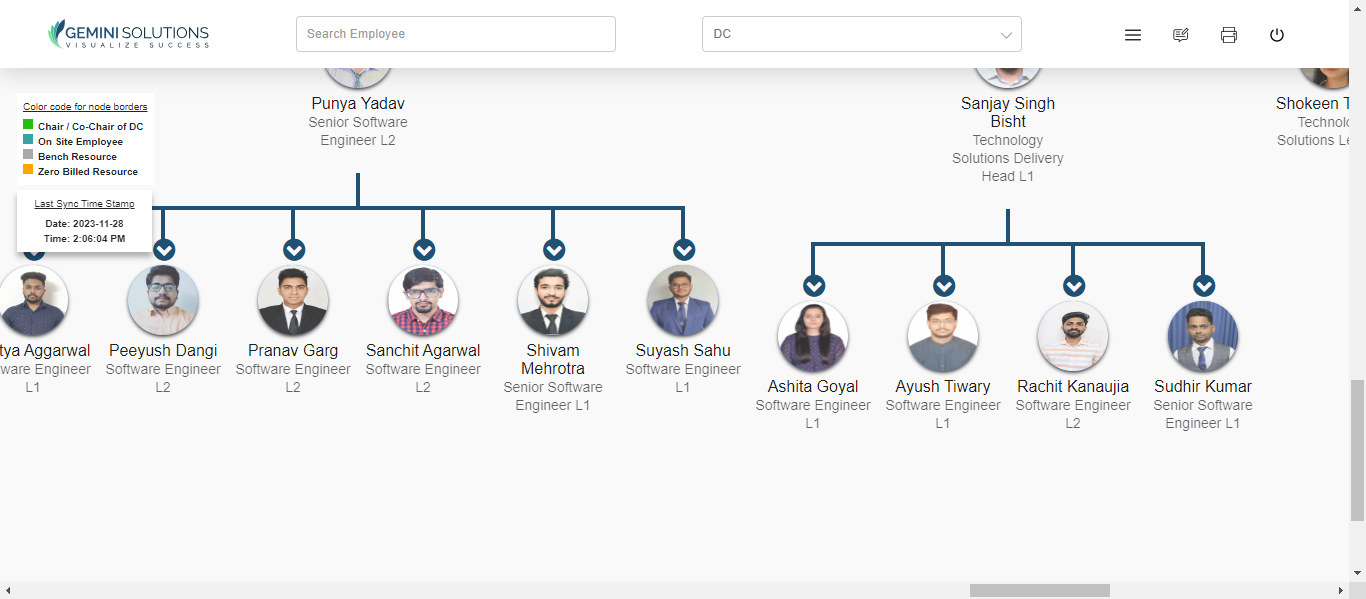 GEMINI SOLUTIONS
VISUALIZE SUCCESS
Search Employee
DC
Punya Yadav
Senior Software
Engineer L2
Sanjay Singh
Bisht
Technology
Solutions Delivery
Head L1
Shokeen T
Technolo
Solutions Le
Color code for node borders
Chair / Co-Chair of DC
On Site Employee
Bench Resource
Zero Billed Resource
Last Sync Time Stamp
Date: 2023-11-28
Time: 2:06:04 PM
tya Aggarwal
ware Engineer
L1
Peeyush Dangi
Software Engineer
L2
Pranav Garg
Software Engineer
L2
Sanchit Agarwal
Software Engineer
L2
Shivam
Mehrotra
Senior Software
Engineer L1
Suyash Sahu
Software Engineer
L1
Ashita Goyal
Software Engineer
L1
Ayush Tiwary
Software Engineer
L1
Rachit Kanaujia
Software Engineer
L2
Sudhir Kumar
Senior Software
Engineer L1